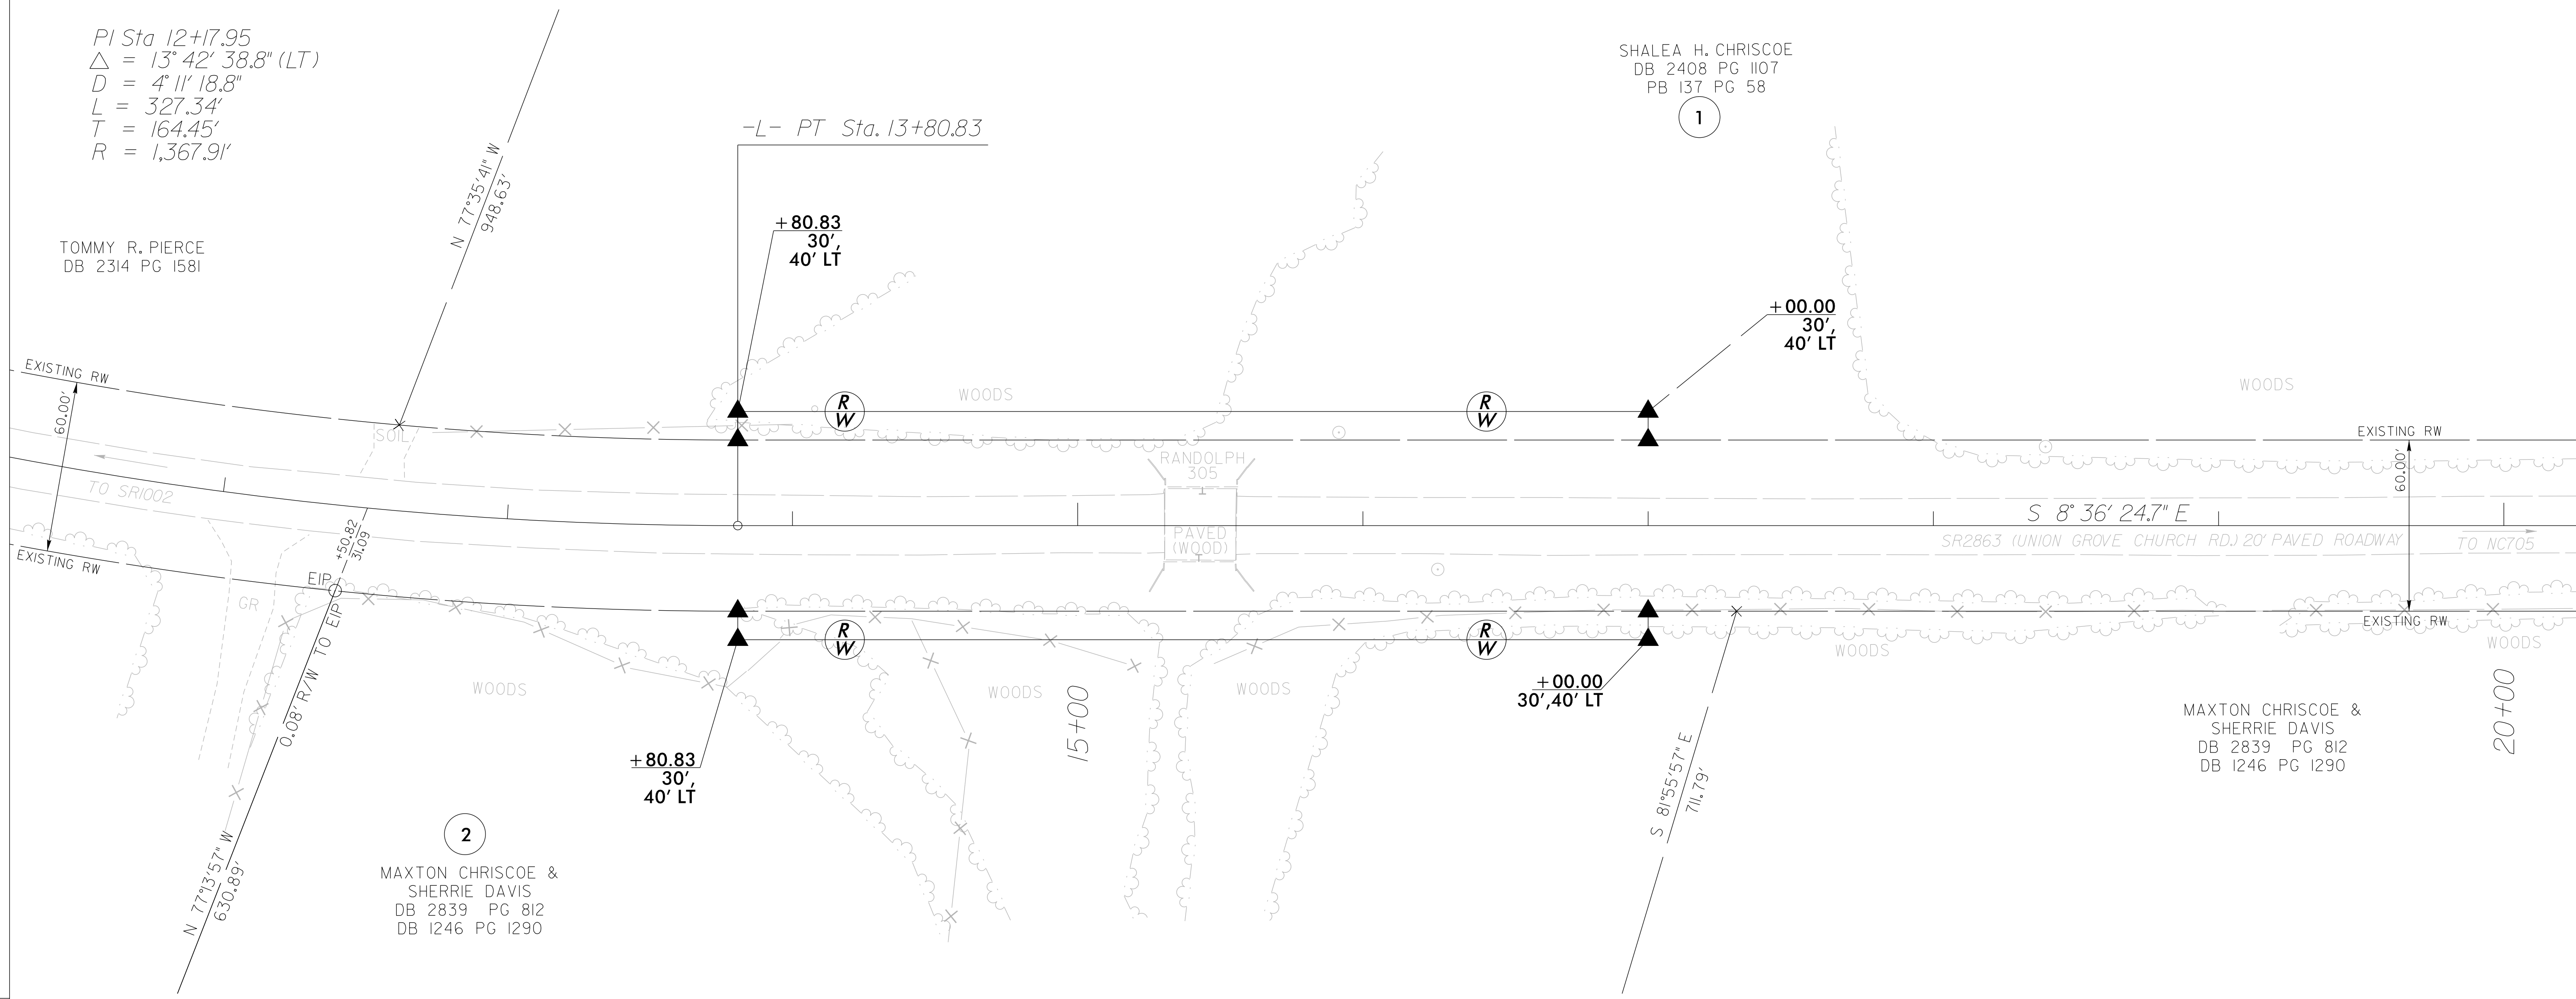 PI Sta 12+17.95
△ = 13° 42' 38.8" (LT)
D = 4° 11' 18.8"
L = 327.34'
T = 164.45'
R = 1,367.91'
TOMMY R. PIERCE
DB 2314 PG 1581
N 77°35'41" W
948.63'
-L- PT Sta. 13+80.83
+80.83
30',
40' LT
SHALEA H. CHRISCOE
DB 2408 PG 1107
PB 137 PG 58
1
+00.00
30',
40' LT
EXISTING RW
60.00'
SOIL
R
W
WOODS
R
W
WOODS
EXISTING RW
60.00'
TO SR1002
RANDOLPH
305
PAVED
(WOOD)
S 8° 36' 24.7" E
SR2863 (UNION GROVE CHURCH RD.) 20' PAVED ROADWAY
TO NC705
EXISTING RW
+50.82
31.09
EIP
GR
0.08' R/W TO EIP
N 77°13'57" W
630.89'
WOODS
R
W
WOODS
WOODS
R
W
WOODS
EXISTING RW
WOODS
+80.83
30',
40' LT
15+00
+00.00
30',40' LT
S 81°55'57" E
711.79'
20+00
2
MAXTON CHRISCOE &
SHERRIE DAVIS
DB 2839 PG 812
DB 1246 PG 1290
MAXTON CHRISCOE &
SHERRIE DAVIS
DB 2839 PG 812
DB 1246 PG 1290